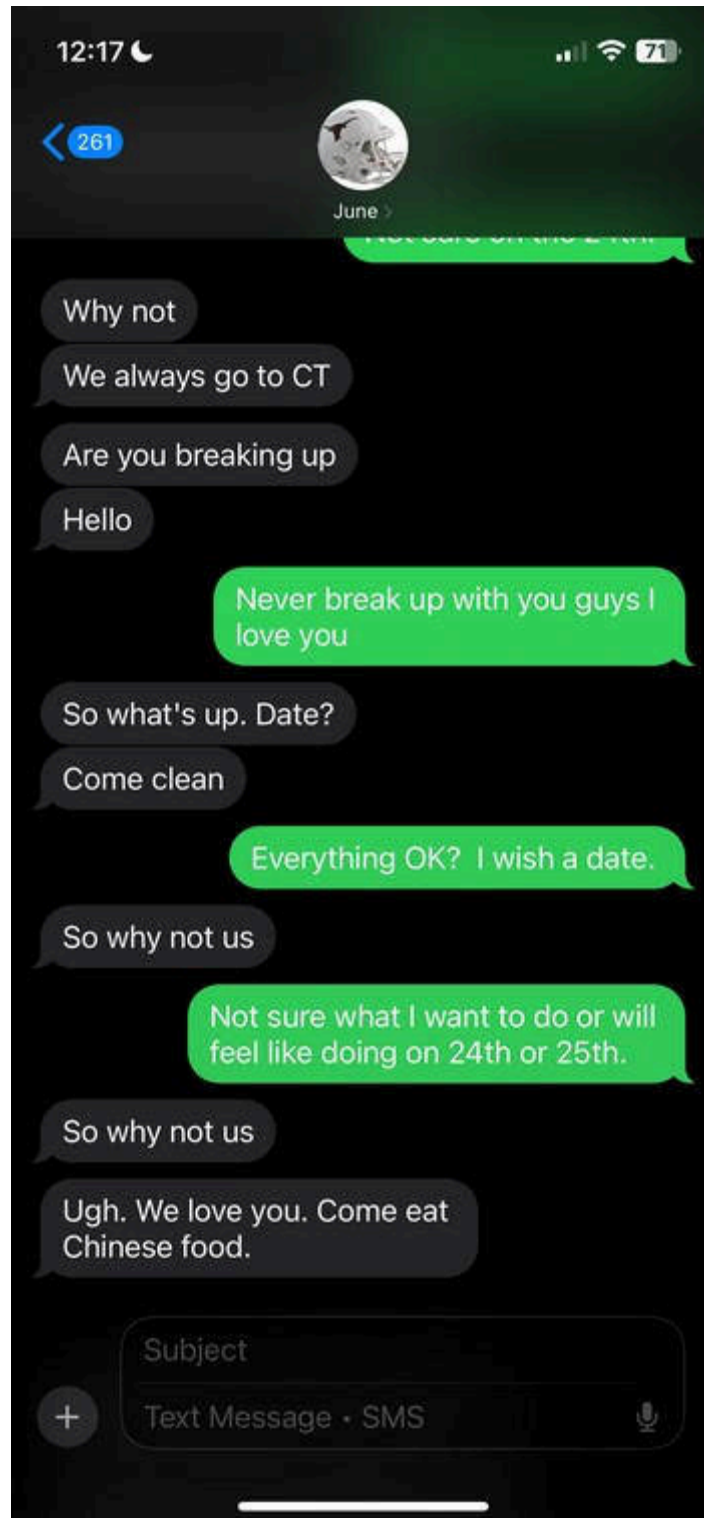 12:17
71
261
June
Why not
We always go to CT
Are you breaking up
Hello
Never break up with you guys I
love you
So what's up. Date?
Come clean
Everything OK?  I wish a date.
So why not us
Not sure what I want to do or will
feel like doing on 24th or 25th.
So why not us
Ugh. We love you. Come eat
Chinese food.
Subject
Text Message • SMS